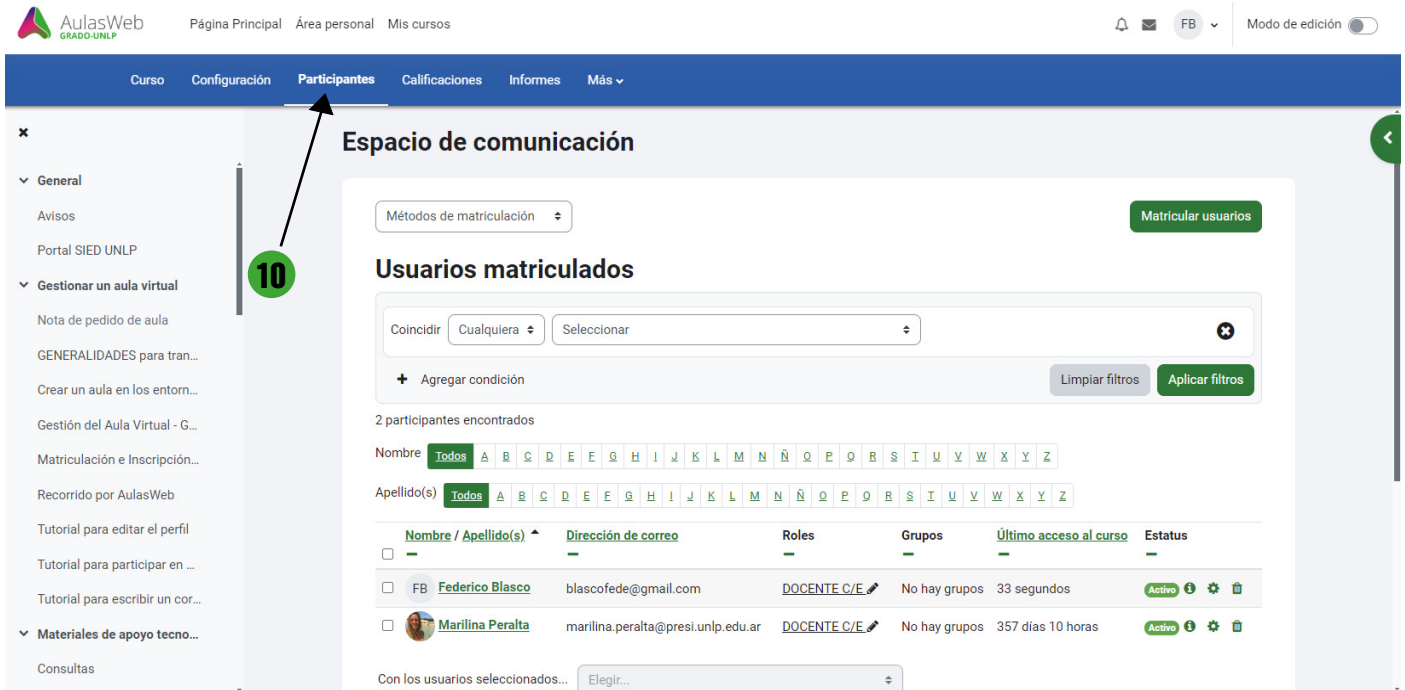 AulasWeb
GRADO-UNLP
Página Principal Área personal Mis cursos
FB
Modo de edición
Curso Configuración Participantes Calificaciones Informes Más
Espacio de comunicación
General
Avisos
Portal SIED UNLP
Gestionar un aula virtual
Nota de pedido de aula
GENERALIDADES para tran...
Crear un aula en los entorn...
Gestión del Aula Virtual - G...
Matriculación e Inscripción...
Recorrido por AulasWeb
Tutorial para editar el perfil
Tutorial para participar en ...
Tutorial para escribir un cor...
Materiales de apoyo tecno...
Consultas
10
Métodos de matriculación
Matricular usuarios
Usuarios matriculados
Coincidir Cualquiera Seleccionar
Agregar condición
Limpiar filtros Aplicar filtros
2 participantes encontrados
Nombre Todos A B C D E F G H I J K L M N Ñ O P Q R S T U V W X Y Z
Apellido(s) Todos A B C D E F G H I J K L M N Ñ O P Q R S T U V W X Y Z
Nombre / Apellido(s) Dirección de correo Roles Grupos Último acceso al curso Estatus
FB Federico Blasco blascofede@gmail.com DOCENTE C/E No hay grupos 33 segundos Activo
Marilina Peralta marilina.peralta@presi.unlp.edu.ar DOCENTE C/E No hay grupos 357 días 10 horas Activo
Con los usuarios seleccionados... Elegir...